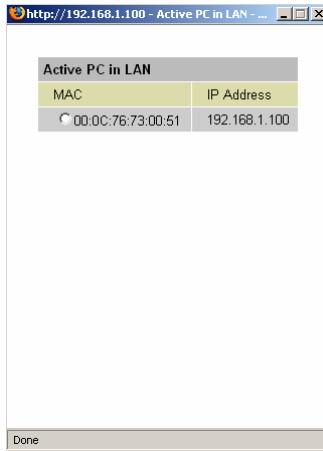 http://192.168.1.100 - Active PC in LAN - ...
Active PC in LAN
MAC IP Address
00:0C:76:73:00:51 192.168.1.100
Done